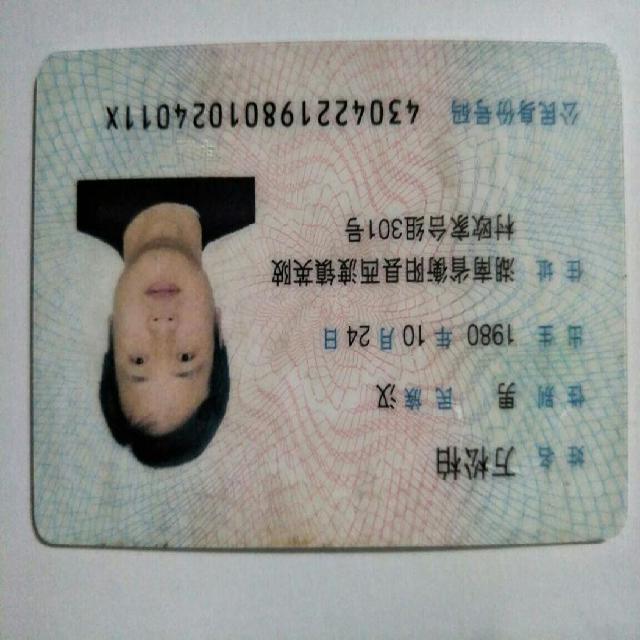 姓名 万松柏
性别 男 民族 汉
出生 1980 年 10 月 24 日
住址 湖南省衡阳县西渡镇英陂
村欧家台组301号
公民身份号码 43042219801024011X